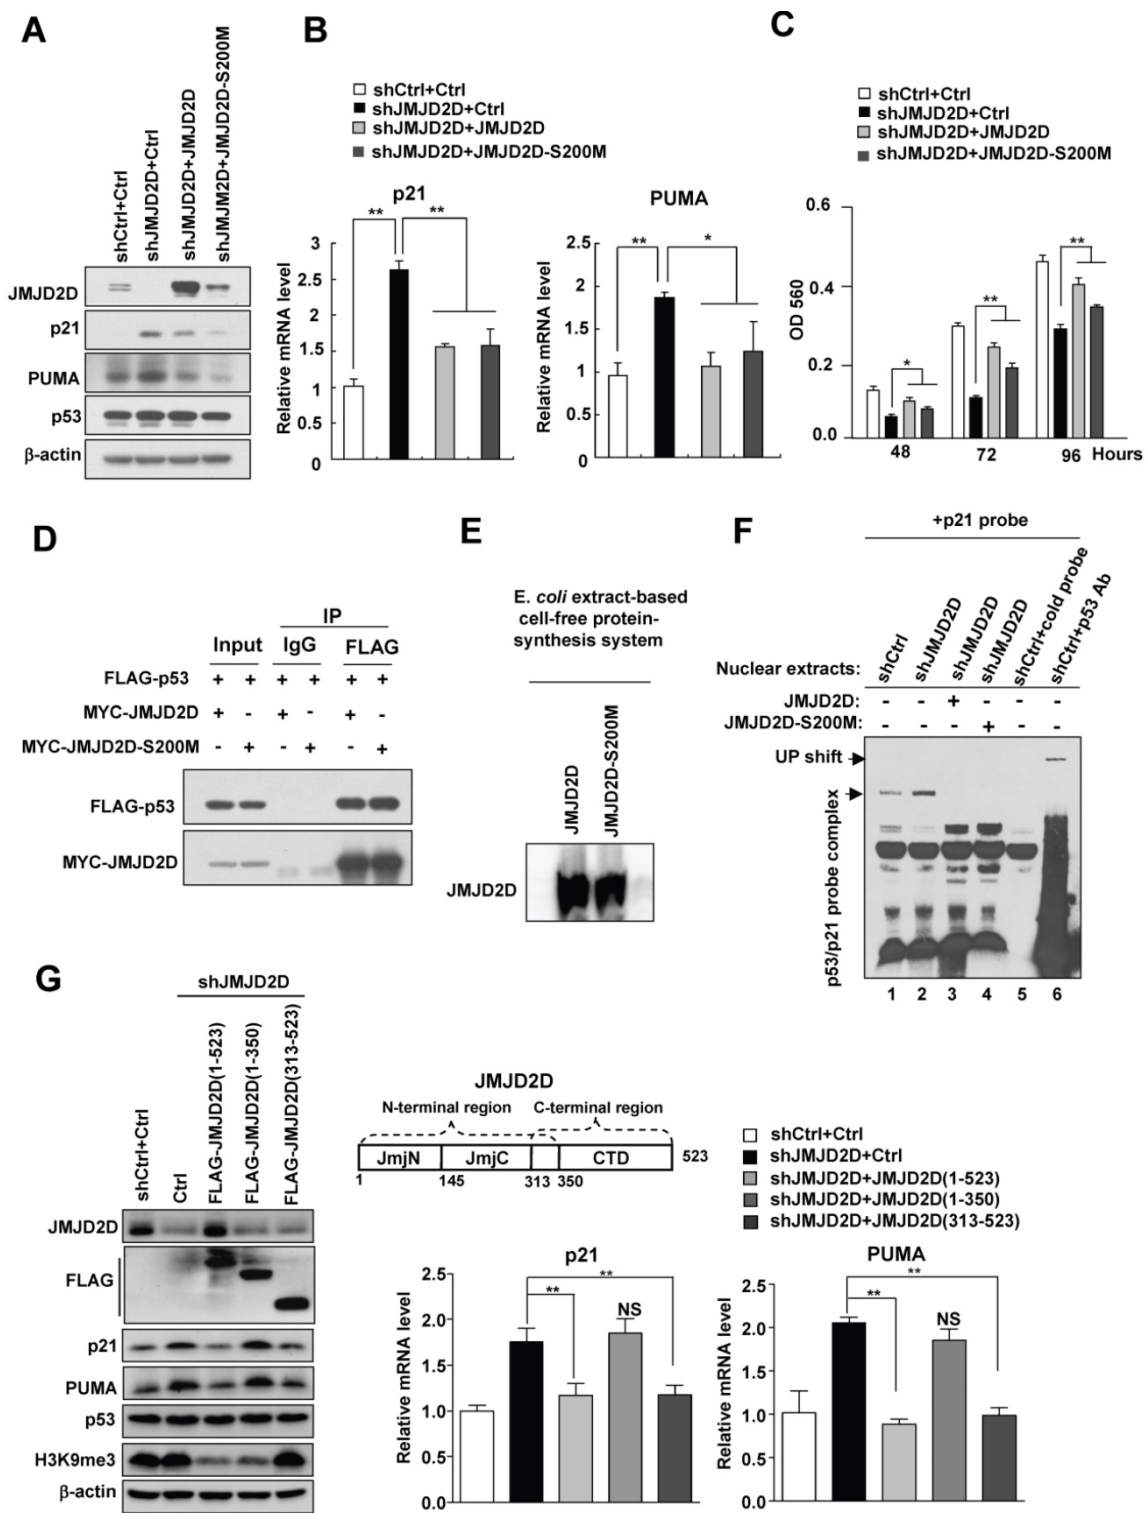 A
shCtrl+Ctrl
shJMJD2D+Ctrl
shJMJD2D+JMJD2D
shJMJM2D+JMJD2D-S200M
JMJD2D
p21
PUMA
p53
β-actin
B
shCtrl+Ctrl
shJMJD2D+Ctrl
shJMJD2D+JMJD2D
shJMJD2D+JMJD2D-S200M
p21
Relative mRNA level
3
2.5
2
1.5
1
0.5
0
** **
PUMA
Relative mRNA level
2.5
2
1.5
1
0.5
0
** *
C
shCtrl+Ctrl
shJMJD2D+Ctrl
shJMJD2D+JMJD2D
shJMJD2D+JMJD2D-S200M
OD 560
0.6
0.4
0.2
0.0
*
**
**
48 72 96 Hours
D
IP
Input IgG FLAG
FLAG-p53 + + + + + +
MYC-JMJD2D + - + - + -
MYC-JMJD2D-S200M - + - + - +
FLAG-p53
MYC-JMJD2D
E
E. coli extract-based
cell-free protein-
synthesis system
JMJD2D
JMJD2D-S200M
JMJD2D
F
+p21 probe
Nuclear extracts:
shCtrl
shJMJD2D
shJMJD2D
shJMJD2D
shCtrl+cold probe
shCtrl+p53 Ab
JMJD2D: - - + - - -
JMJD2D-S200M: - - - + - -
UP shift
p53/p21 probe complex
1 2 3 4 5 6
G
shJMJD2D
shCtrl+Ctrl
Ctrl
FLAG-JMJD2D(1-523)
FLAG-JMJD2D(1-350)
FLAG-JMJD2D(313-523)
JMJD2D
FLAG
p21
PUMA
p53
H3K9me3
β-actin
JMJD2D
N-terminal region C-terminal region
JmjN JmjC CTD 523
1 145 313 350
shCtrl+Ctrl
shJMJD2D+Ctrl
shJMJD2D+JMJD2D(1-523)
shJMJD2D+JMJD2D(1-350)
shJMJD2D+JMJD2D(313-523)
p21
Relative mRNA level
2.5
2.0
1.5
1.0
0.5
0.0
**
**
NS
PUMA
Relative mRNA level
2.5
2.0
1.5
1.0
0.5
0.0
**
**
NS